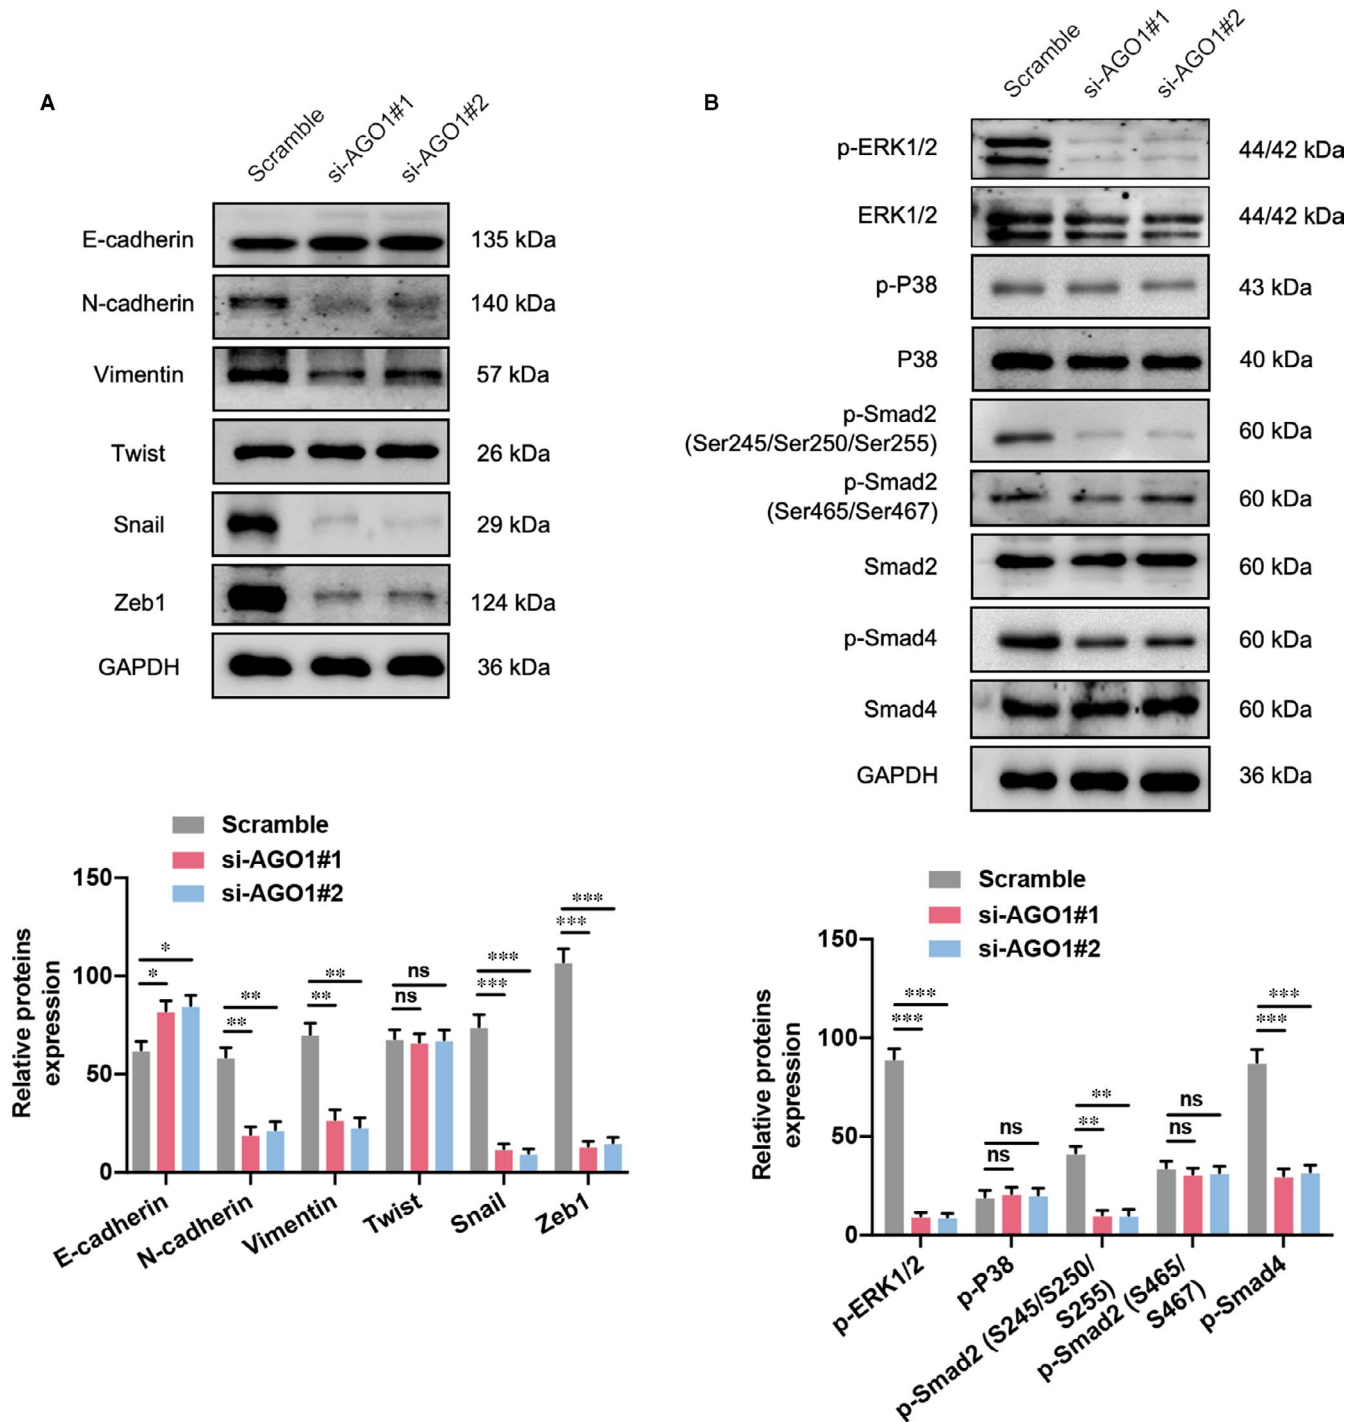 A
Scramble
si-AGO1#1
si-AGO1#2
E-cadherin
135 kDa
N-cadherin
140 kDa
Vimentin
57 kDa
Twist
26 kDa
Snail
29 kDa
Zeb1
124 kDa
GAPDH
36 kDa
Scramble
si-AGO1#1
si-AGO1#2
Relative proteins
expression
150
100
50
0
*
*
**
**
**
**
ns
ns
***
***
***
***
E-cadherin
N-cadherin
Vimentin
Twist
Snail
Zeb1
B
Scramble
si-AGO1#1
si-AGO1#2
p-ERK1/2
44/42 kDa
ERK1/2
44/42 kDa
p-P38
43 kDa
P38
40 kDa
p-Smad2
(Ser245/Ser250/Ser255)
60 kDa
p-Smad2
(Ser465/Ser467)
60 kDa
Smad2
60 kDa
p-Smad4
60 kDa
Smad4
60 kDa
GAPDH
36 kDa
Scramble
si-AGO1#1
si-AGO1#2
Relative proteins
expression
150
100
50
0
***
***
ns
ns
**
**
ns
ns
***
***
p-ERK1/2
p-P38
p-Smad2 (S245/S250/
S255)
p-Smad2 (S465/
S467)
p-Smad4